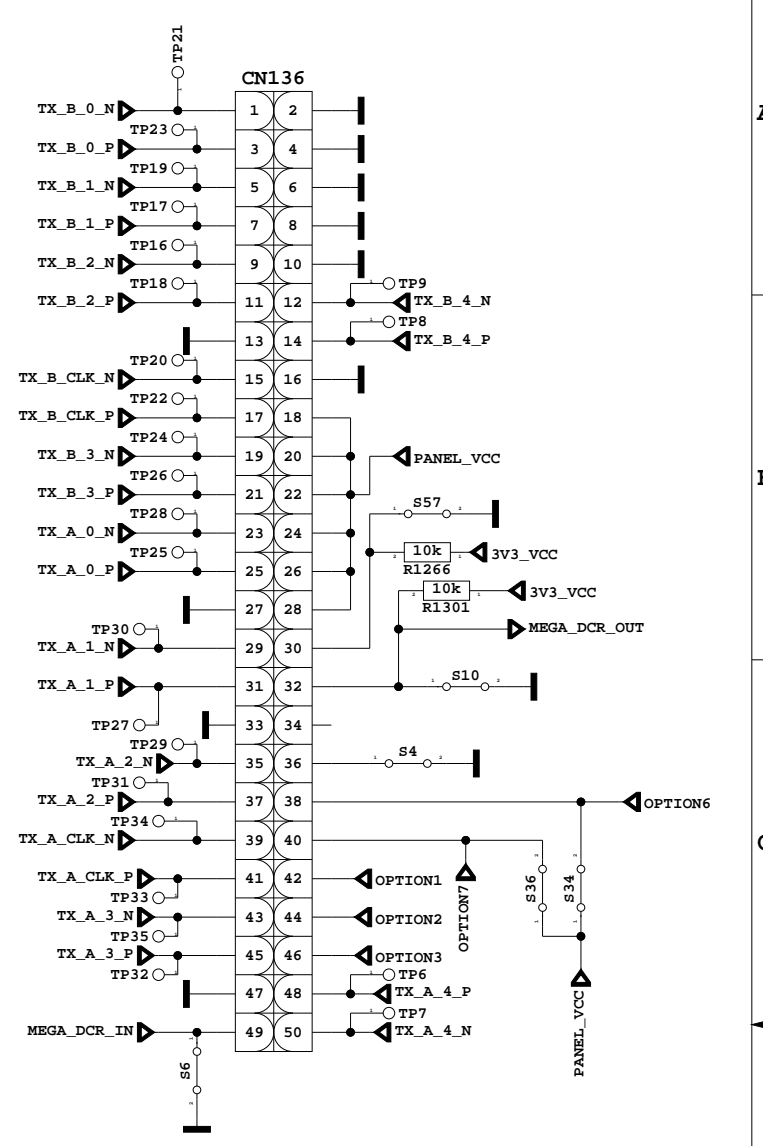 TP21
CN136
TX_B_0_N 1 2
TP23
TX_B_0_P 3 4
TP19
TX_B_1_N 5 6
TP17
TX_B_1_P 7 8
TP16
TX_B_2_N 9 10
TP18 TP9
TX_B_2_P 11 12 TX_B_4_N
TP8
13 14 TX_B_4_P
TP20
TX_B_CLK_N 15 16
TP22
TX_B_CLK_P 17 18
TP24
TX_B_3_N 19 20 PANEL_VCC
TP26
TX_B_3_P 21 22
S57
TP28
TX_A_0_N 23 24
TP25 10k 3V3_VCC
R1266
TX_A_0_P 25 26
10k 3V3_VCC
R1301
27 28
TP30 MEGA_DCR_OUT
TX_A_1_N 29 30
S10
TX_A_1_P 31 32
TP27 33 34
TP29 S4
TX_A_2_N 35 36
TP31
TX_A_2_P 37 38 OPTION6
TP34
TX_A_CLK_N 39 40
TX_A_CLK_P 41 42 OPTION1
S36
S34
TP33
OPTION7
TX_A_3_N 43 44 OPTION2
TP35
TX_A_3_P 45 46 OPTION3
TP32 TP6
47 48 TX_A_4_P
TP7
MEGA_DCR_IN 49 50 TX_A_4_N
PANEL_VCC
S6